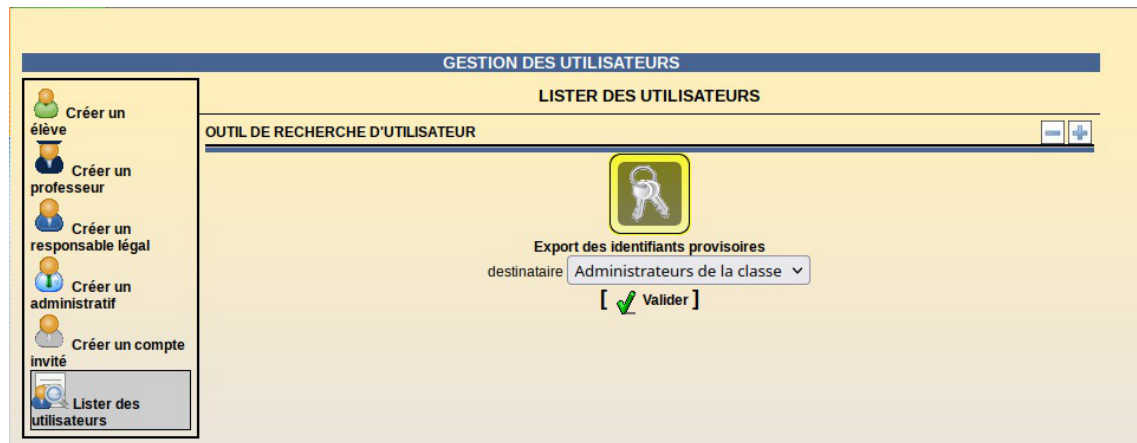 GESTION DES UTILISATEURS
Créer un
élève
Créer un
professeur
Créer un
responsable légal
Créer un
administratif
Créer un compte
invité
Lister des
utilisateurs
LISTER DES UTILISATEURS
OUTIL DE RECHERCHE D'UTILISATEUR
Export des identifiants provisoires
destinataire Administrateurs de la classe
[ Valider ]